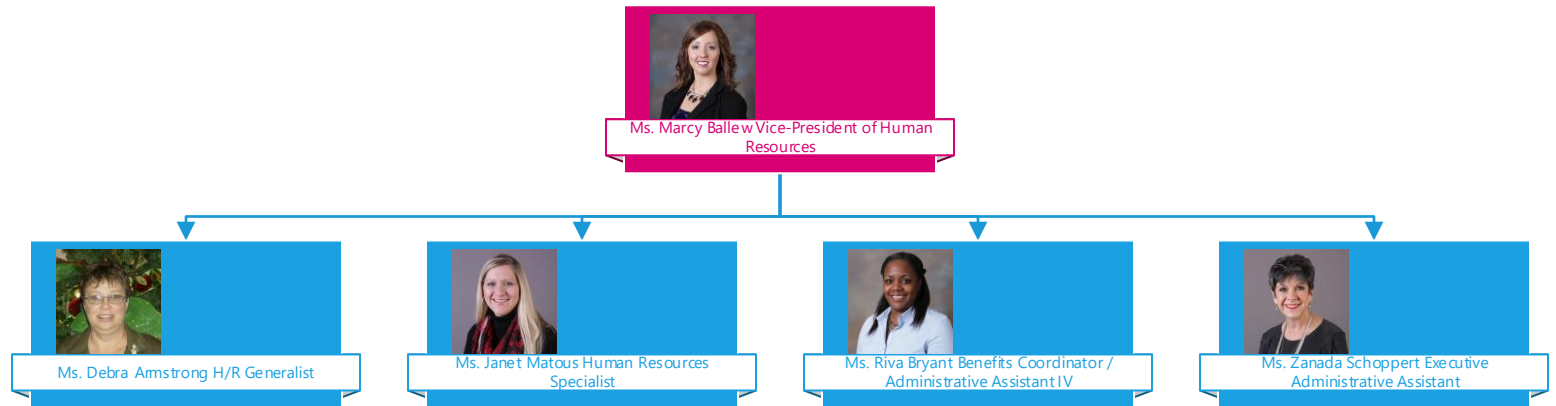 Ms. Marcy Ballew Vice-President of Human
Resources
Ms. Debra Armstrong H/R Generalist
Ms. Janet Matous Human Resources
Specialist
Ms. Riva Bryant Benefits Coordinator /
Administrative Assistant IV
Ms. Zanada Schoppert Executive
Administrative Assistant